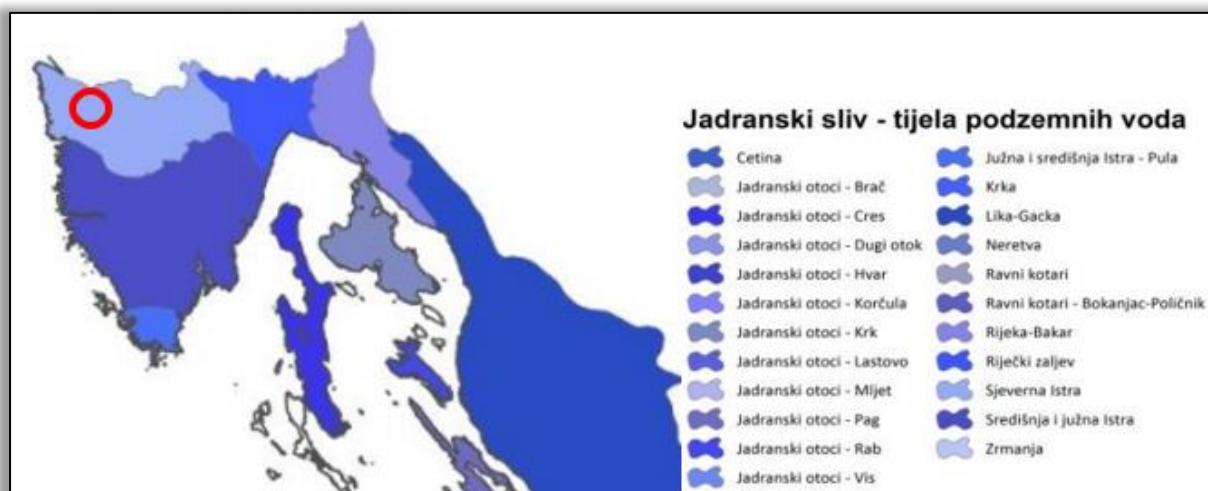 Jadranski sliv - tijela podzemnih voda
Cetina
Jadranski otoci - Brač
Jadranski otoci - Cres
Jadranski otoci - Dugi otok
Jadranski otoci - Hvar
Jadranski otoci - Korčula
Jadranski otoci - Krk
Jadranski otoci - Lastovo
Jadranski otoci - Mljet
Jadranski otoci - Pag
Jadranski otoci - Rab
Jadranski otoci - Vis
Južna i središnja Istra - Pula
Krka
Lika-Gacka
Neretva
Ravni kotari
Ravni kotari - Bokanjac-Poličnik
Rijeka-Bakar
Riječki zaljev
Sjeverna Istra
Središnja i južna Istra
Zrmanja